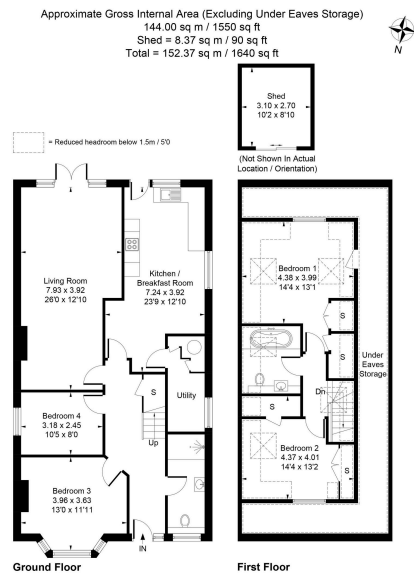 Approximate Gross Internal Area (Excluding Under Eaves Storage)
144.00 sq m / 1550 sq ft
Shed = 8.37 sq m / 90 sq ft
Total = 152.37 sq m / 1640 sq ft
N
Shed
3.10 x 2.70
10'2 x 8'10
= Reduced headroom below 1.5m / 5'0
(Not Shown In Actual
Location / Orientation)
Living Room
7.93 x 3.92
26'0 x 12'10
Kitchen /
Breakfast Room
7.24 x 3.92
23'9 x 12'10
Utility
S
Up
Bedroom 4
3.18 x 2.45
10'5 x 8'0
Bedroom 3
3.96 x 3.63
13'0 x 11'11
IN
Ground Floor
Bedroom 1
4.38 x 3.99
14'4 x 13'1
S
S
Under
Eaves
Storage
Dn
S
Bedroom 2
4.37 x 4.01
14'4 x 13'2
S
First Floor